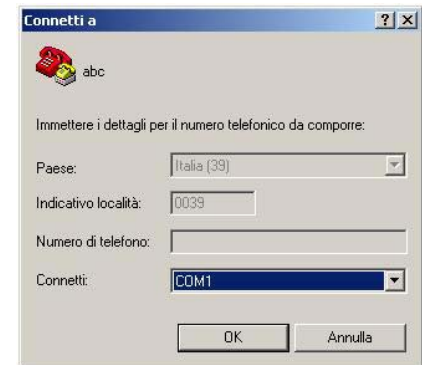 Connetti a
abc
Immettere i dettagli per il numero telefonico da comporre:
Paese: Italia (39)
Indicativo località: 0039
Numero di telefono:
Connetti: COM1
OK Annulla